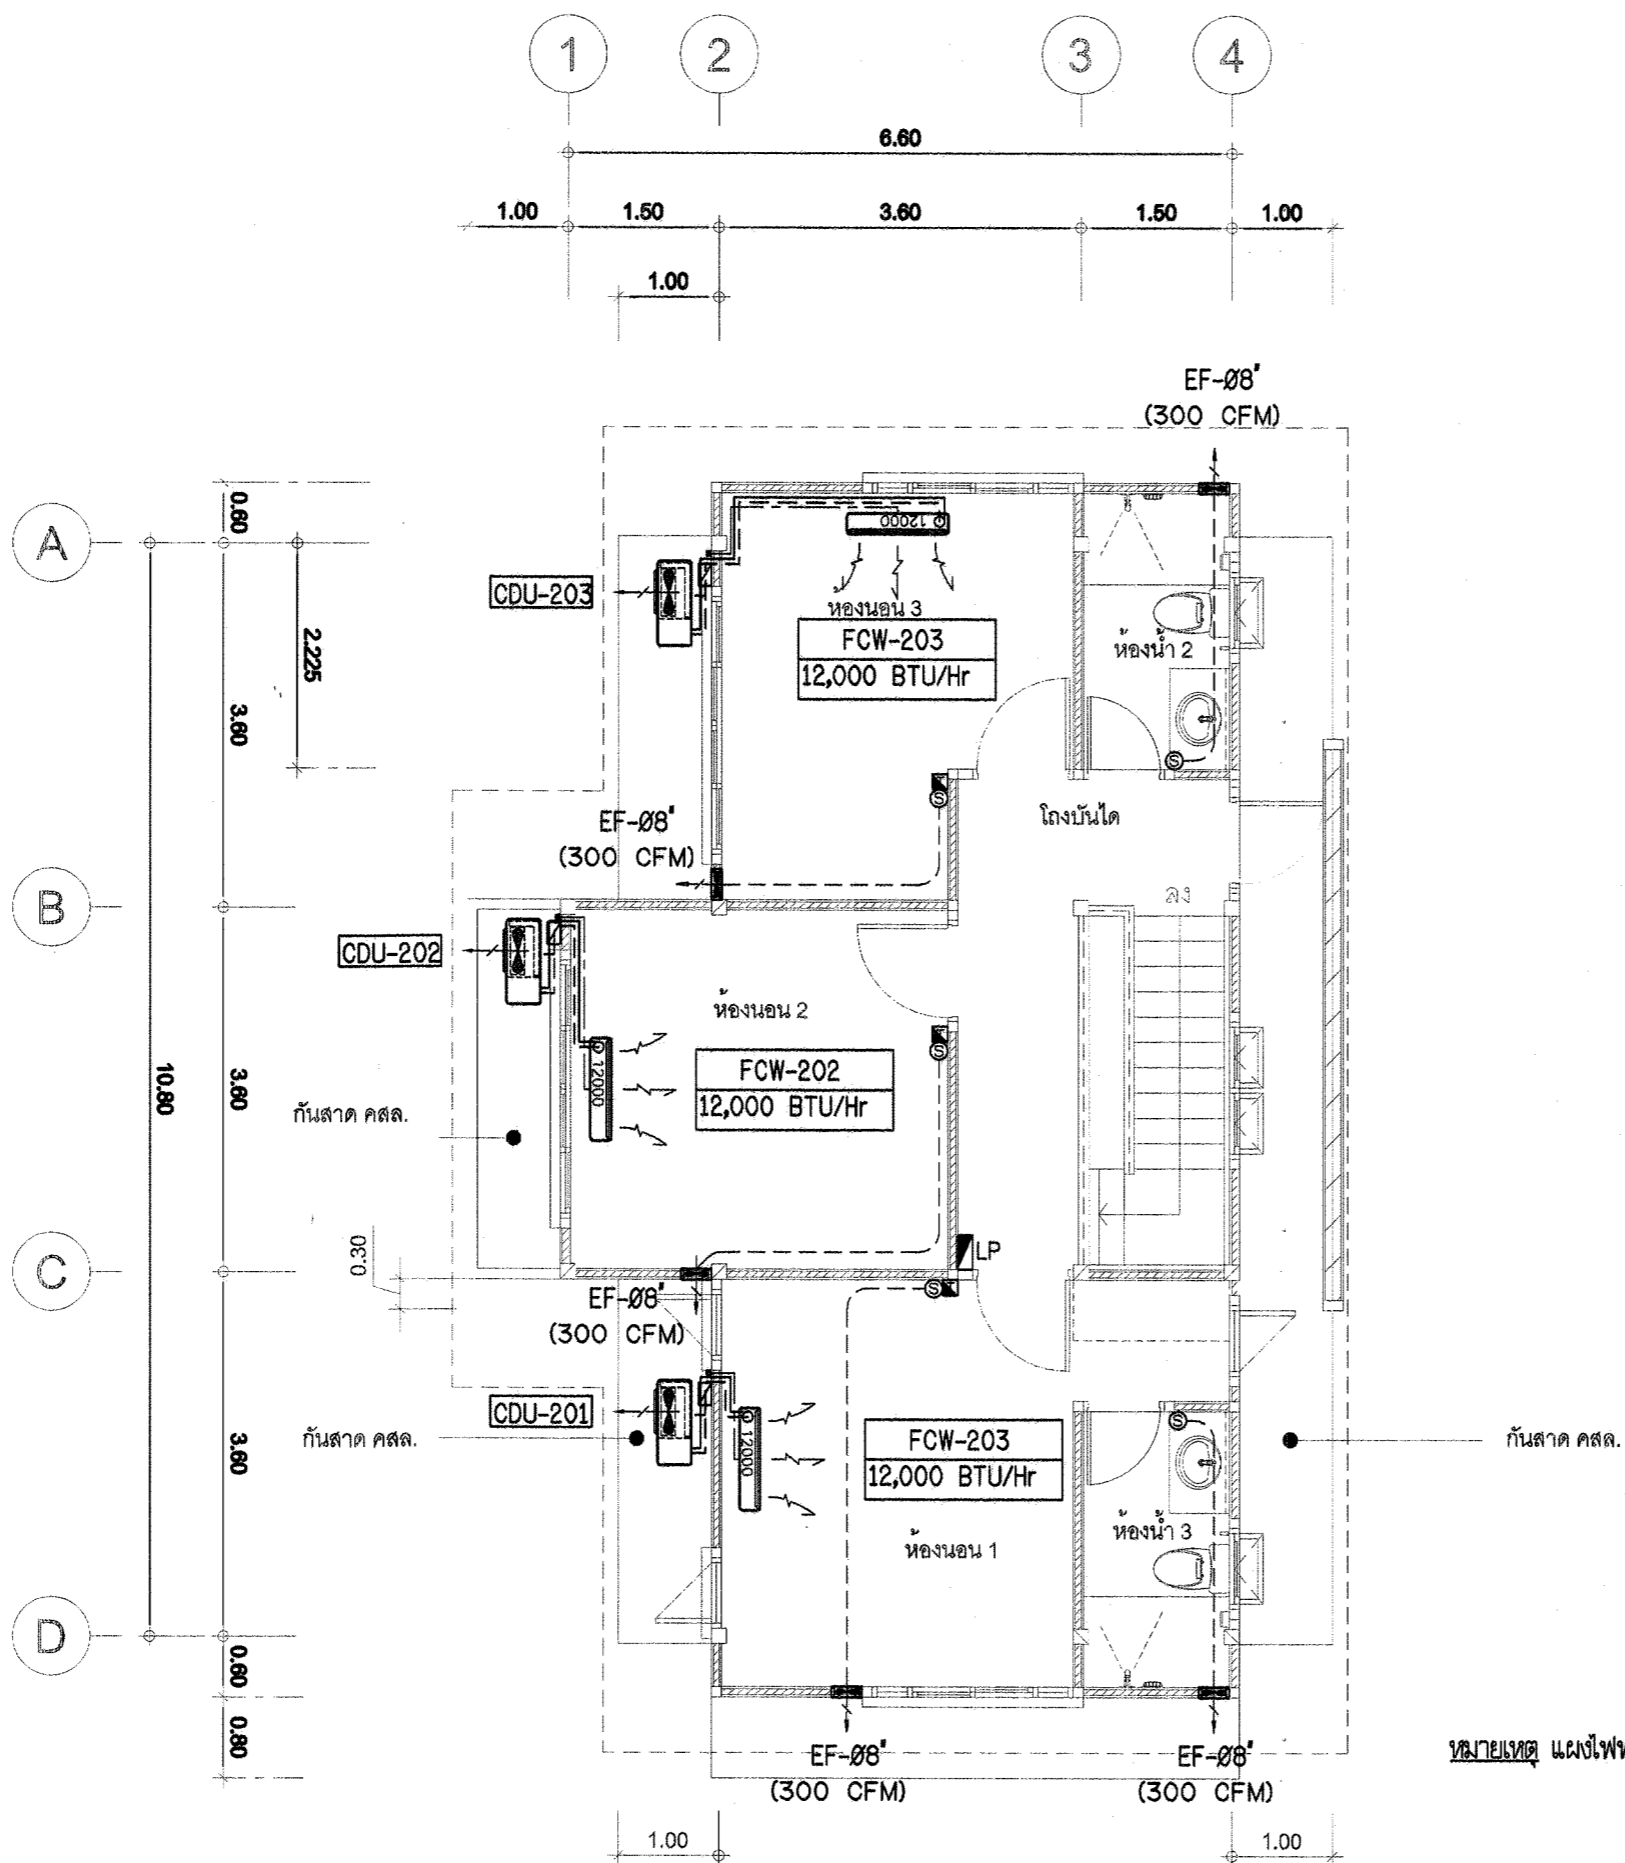 1
2
3
4
6.60
1.00
1.50
3.60
1.50
1.00
1.00
EF-Ø8"
(300 CFM)
A
0.60
12000
CDU-203
ห้องนอน 3
FCW-203
12,000 BTU/Hr
ห้องน้ำ 2
2.225
3.60
S
S
EF-Ø8"
(300 CFM)
โถงบันได
B
ลง
CDU-202
ห้องนอน 2
S
12000
FCW-202
12,000 BTU/Hr
10.80
3.60
กันสาด คสล.
0.30
LP
C
S
EF-Ø8"
(300 CFM)
CDU-201
S
กันสาด คสล.
12000
FCW-203
12,000 BTU/Hr
กันสาด คสล.
3.60
ห้องนอน 1
ห้องน้ำ 3
D
0.60
0.80
EF-Ø8"
(300 CFM)
EF-Ø8"
(300 CFM)
หมายเหตุ
1.00
1.00